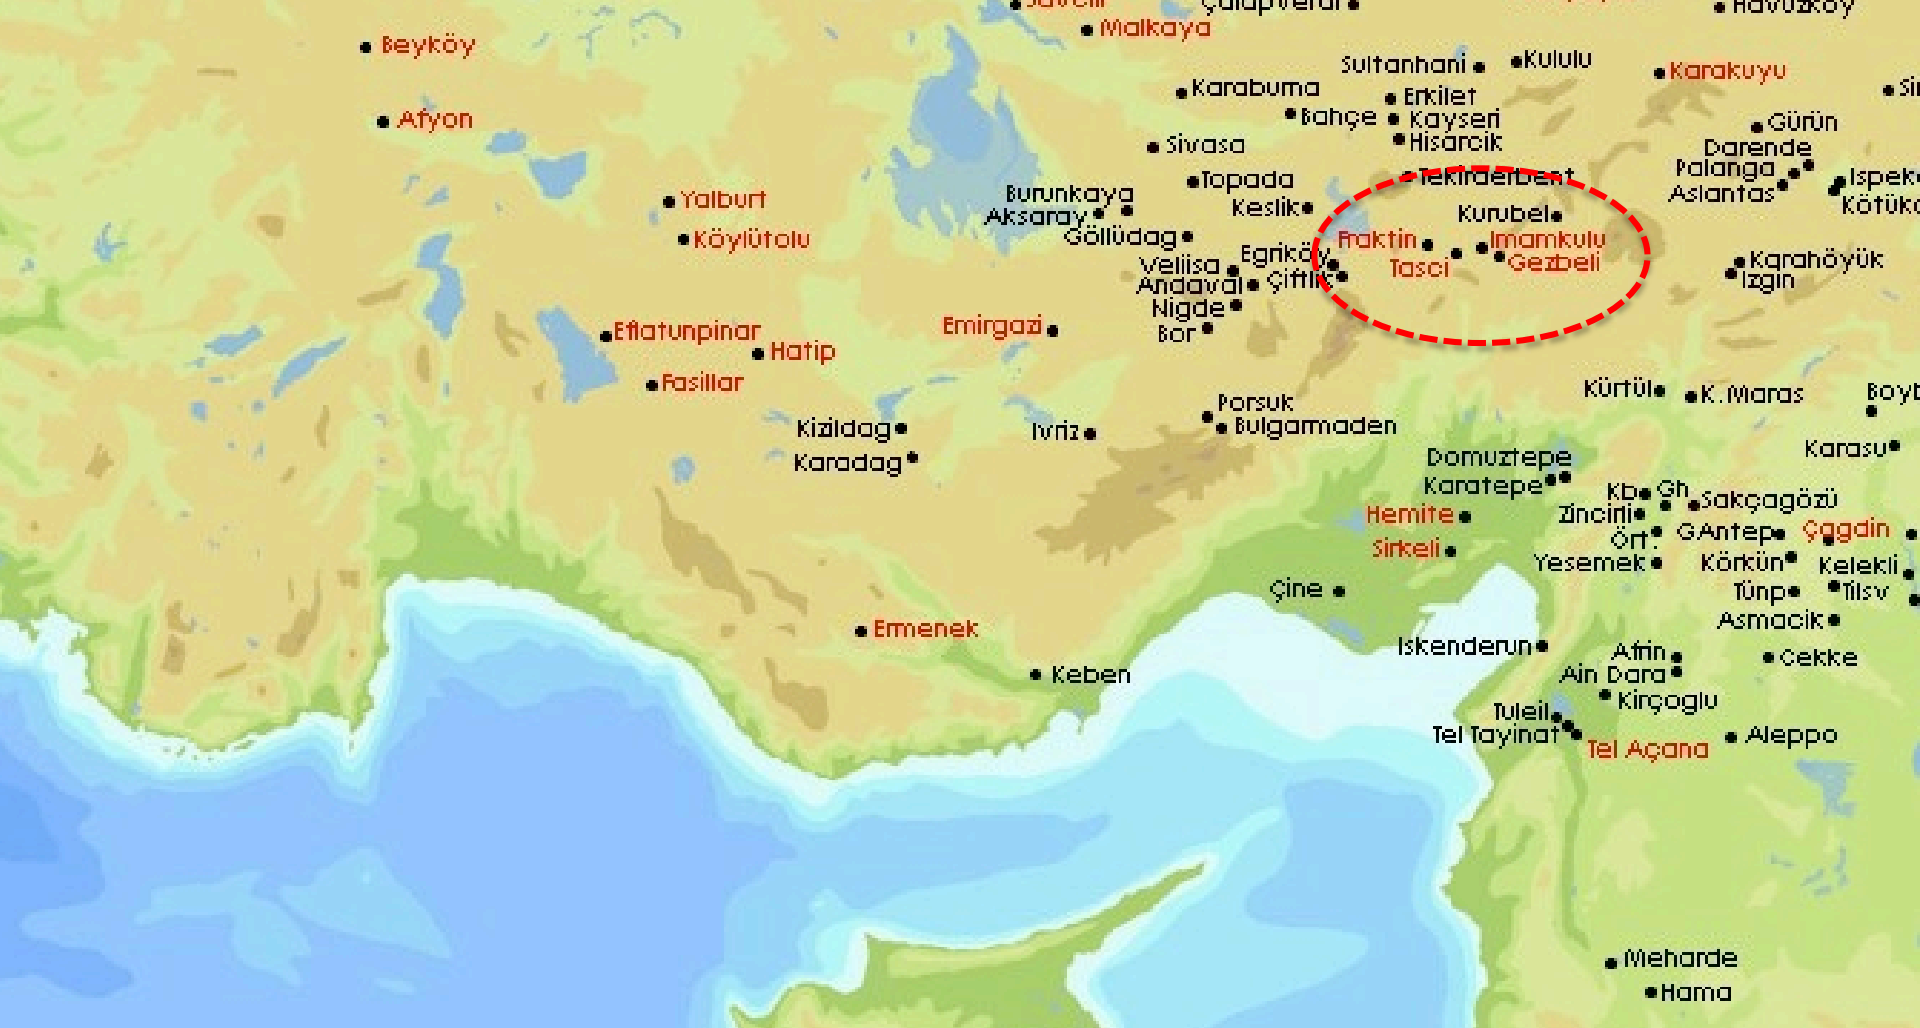 Malkaya
Beyköy
Kululu
Sultanhani
Karakuyu
Karaburna
Erkilet
Afyon
Bahçe
Kayseri
Gürün
Hisarcik
Sivasa
Darende
Palanga
Topada
Tekirderbent
Aslantas
Burunkaya
Yalburt
Aksaray
Keslik
Kurubel
Köylütolu
Göllüdag
Fraktin
Imamkulu
Egriköy
Veliisa
Tasci
Gezbeli
Karahöyük
Andaval
Çiftlik
Izgin
Nigde
Emirgazi
Eflatunpinar
Bor
Hatip
Fasillar
Kürtül
K. Maras
Porsuk
Bulgarmaden
Kizildag
Ivriz
Karasu
Karadag
Domuztepe
Karatepe
Kb
Gh
Sakçagözü
Hemite
Zincirli
GAntep
Çagdin
Ört.
Sirkeli
Yesemek
Körkün
Kelekli
Çine
Tünp
Tilsv
Asmacik
Ermenek
Iskenderun
Afrin
Cekke
Keben
Ain Dara
Kirçoglu
Tuleil
Tel Tayinat
Aleppo
Tel Açana
Meharde
Hama